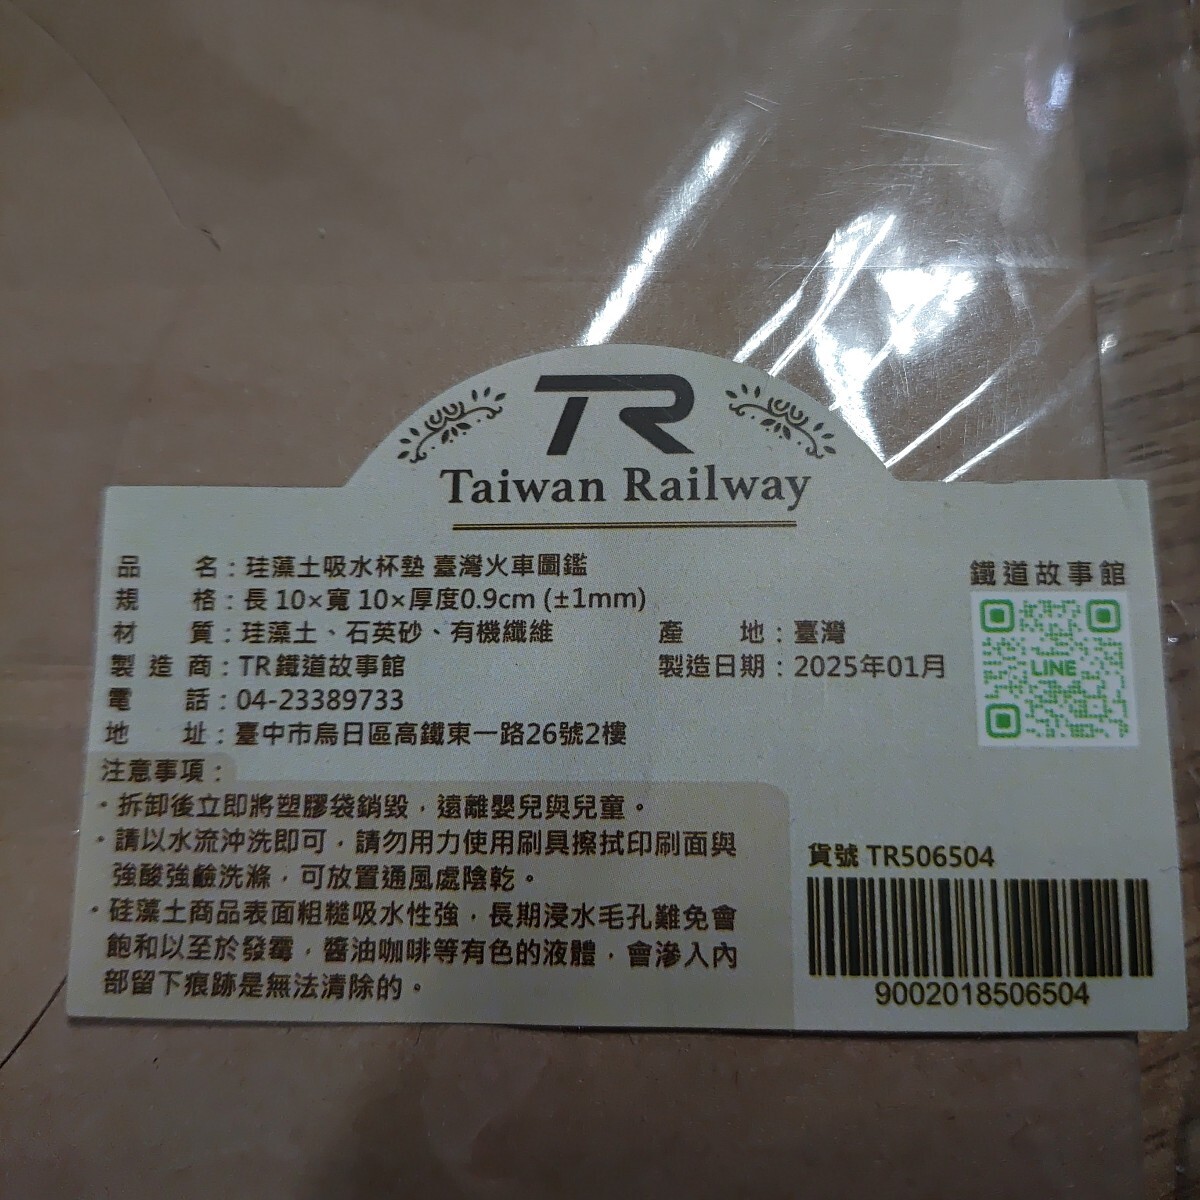 TR
Taiwan Railway
品 名：珪藻土吸水杯墊 臺灣火車圖鑑
規 格：長 10×寬 10×厚度0.9cm (±1mm)
材 質：珪藻土、石英砂、有機纖維
產 地：臺灣
製 造 商：TR鐵道故事館
製造日期：2025年01月
電 話：04-23389733
地 址：臺中市烏日區高鐵東一路26號2樓
鐵道故事館
LINE
注意事項：
·拆卸後立即將塑膠袋銷毀，遠離嬰兒與兒童。
·請以水流沖洗即可，請勿用力使用刷具擦拭印刷面與
強酸強鹼洗滌，可放置通風處陰乾。
·硅藻土商品表面粗糙吸水性強，長期浸水毛孔難免會
飽和以至於發霉，醬油咖啡等有色的液體，會滲入內
部留下痕跡是無法清除的。
貨號 TR506504
9002018506504